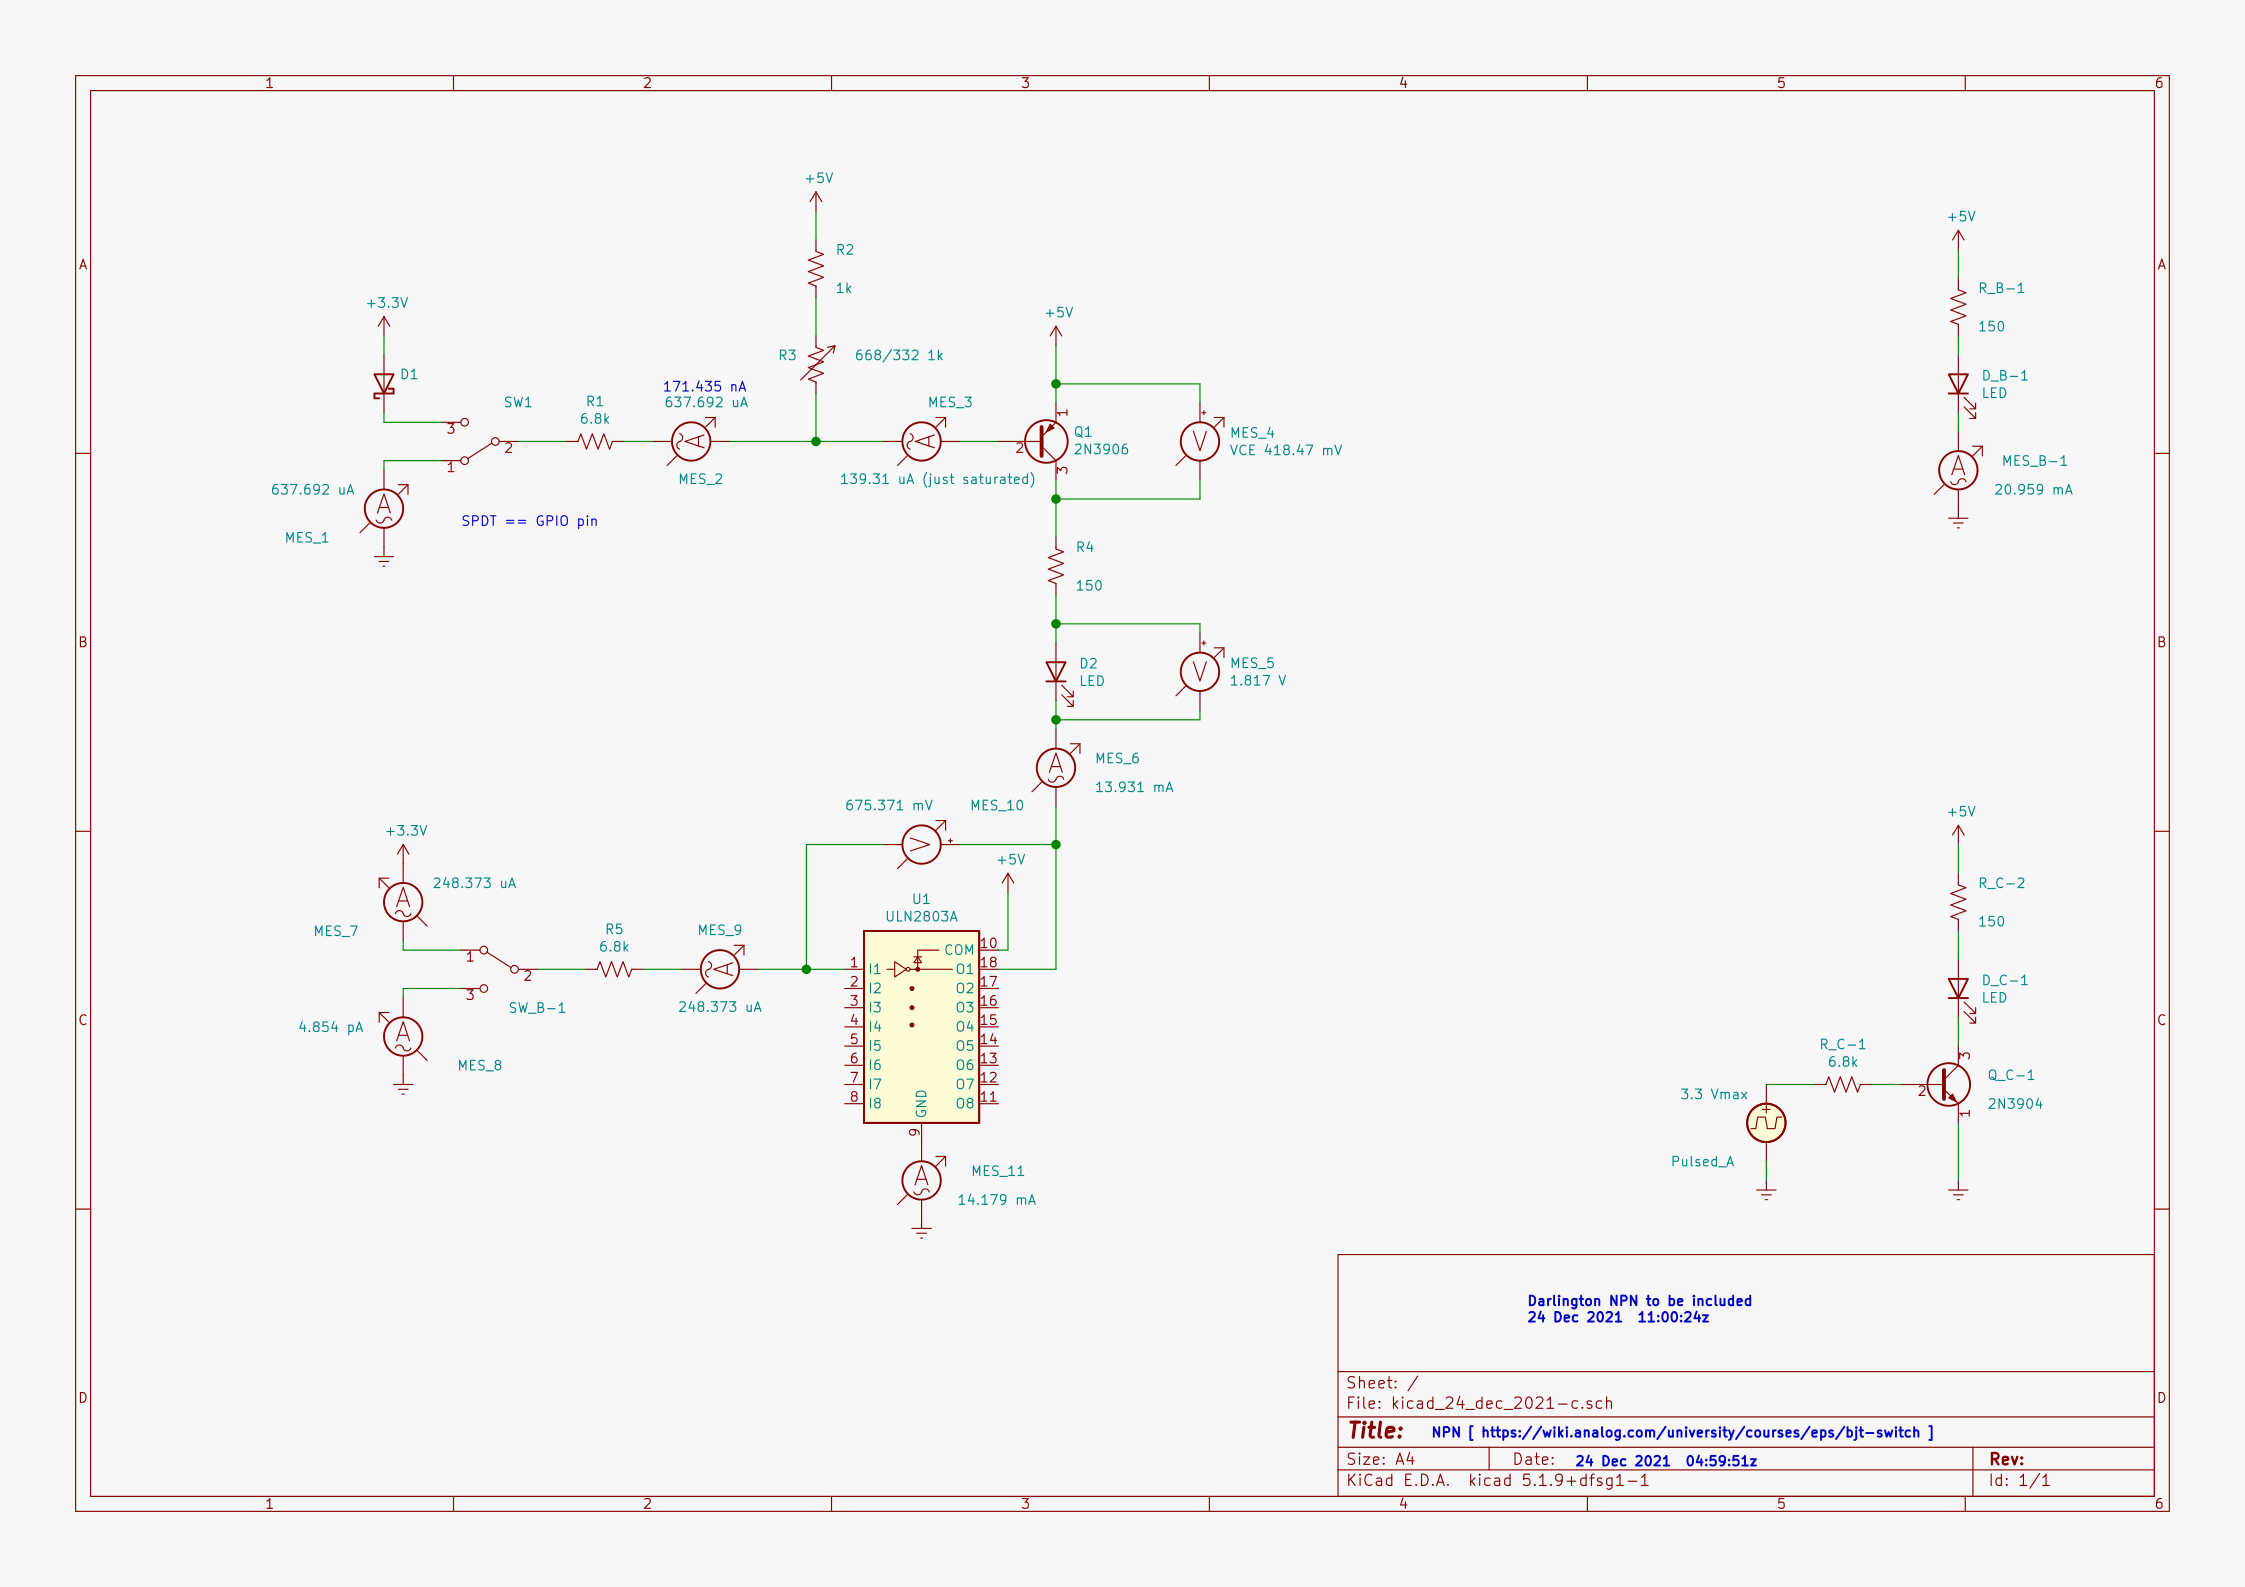 1 2 3 4 5 6
A
B
C
D
A
B
C
D
1 2 3 4 5 6
+3.3V
D1
3
SW1
1
2
637.692 uA
MES_1
SPDT == GPIO pin
R1
6.8k
171.435 nA
637.692 uA
A
MES_2
+5V
R2
1k
R3
668/332 1k
MES_3
A
139.31 uA (just saturated)
+5V
1
2
3
Q1
2N3906
+
V
MES_4
VCE 418.47 mV
R4
150
D2
LED
+
V
MES_5
1.817 V
A
MES_6
13.931 mA
675.371 mV
MES_10
V
+
+5V
+3.3V
A
248.373 uA
MES_7
1
2
3
SW_B-1
4.854 pA
A
MES_8
R5
6.8k
MES_9
A
248.373 uA
U1
ULN2803A
COM 10
1 I1 O1 18
2 I2 O2 17
3 I3 O3 16
4 I4 O4 15
5 I5 O5 14
6 I6 O6 13
7 I7 O7 12
8 I8 O8 11
GND
9
A
MES_11
14.179 mA
+5V
R_B-1
150
D_B-1
LED
A
MES_B-1
20.959 mA
+5V
R_C-2
150
D_C-1
LED
R_C-1
6.8k
3
2
1
Q_C-1
2N3904
3.3 Vmax
+
Pulsed_A
Darlington NPN to be included
24 Dec 2021  11:00:24z
Sheet: /
File: kicad_24_dec_2021-c.sch
Title: NPN [ https://wiki.analog.com/university/courses/eps/bjt-switch ]
Size: A4 Date: 24 Dec 2021  04:59:51z Rev:
KiCad E.D.A.  kicad 5.1.9+dfsg1-1 Id: 1/1